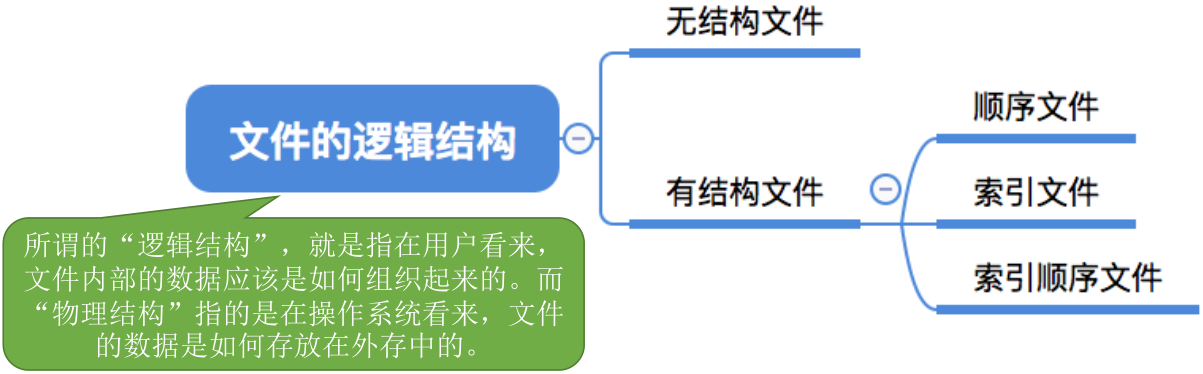 文件的逻辑结构
无结构文件
有结构文件
顺序文件
索引文件
索引顺序文件
所谓的“逻辑结构”，就是指在用户看来，
文件内部的数据应该是如何组织起来的。而
“物理结构”指的是在操作系统看来，文件
的数据是如何存放在外存中的。